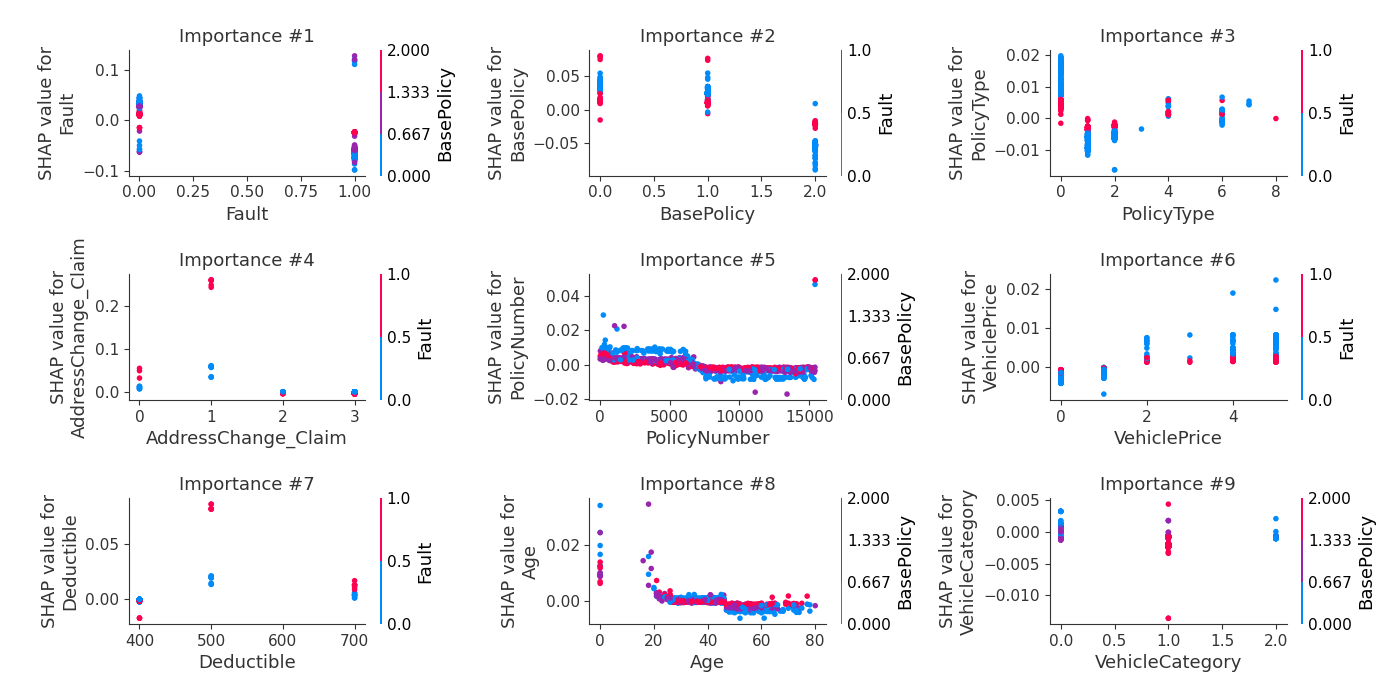 Importance #1
SHAP value for
Fault
0.1
0.0
−0.1
0.00 0.25 0.50 0.75 1.00
Fault
2.000
1.333
0.667
0.000
BasePolicy
Importance #2
SHAP value for
BasePolicy
0.05
0.00
−0.05
0.0 0.5 1.0 1.5 2.0
BasePolicy
1.0
0.5
0.0
Fault
Importance #3
SHAP value for
PolicyType
0.02
0.01
0.00
−0.01
0 2 4 6 8
PolicyType
1.0
0.5
0.0
Fault
Importance #4
SHAP value for
AddressChange_Claim
0.2
0.1
0.0
0 1 2 3
AddressChange_Claim
1.0
0.5
0.0
Fault
Importance #5
SHAP value for
PolicyNumber
0.04
0.02
0.00
−0.02
0 5000 10000 15000
PolicyNumber
2.000
1.333
0.667
0.000
BasePolicy
Importance #6
SHAP value for
VehiclePrice
0.02
0.01
0.00
0 2 4
VehiclePrice
1.0
0.5
0.0
Fault
Importance #7
SHAP value for
Deductible
0.05
0.00
400 500 600 700
Deductible
1.0
0.5
0.0
Fault
Importance #8
SHAP value for
Age
0.02
0.00
0 20 40 60 80
Age
2.000
1.333
0.667
0.000
BasePolicy
Importance #9
SHAP value for
VehicleCategory
0.005
0.000
−0.005
−0.010
0.0 0.5 1.0 1.5 2.0
VehicleCategory
2.000
1.333
0.667
0.000
BasePolicy